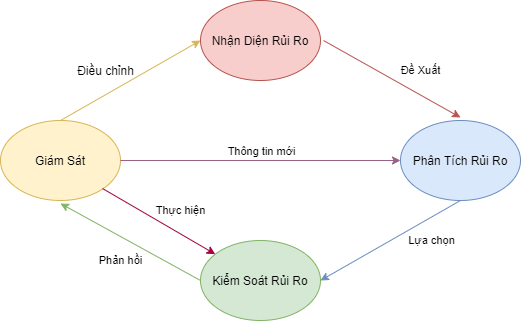 Nhận Diện Rủi Ro
Điều chỉnh
Đề Xuất
Thông tin mới
Giám Sát
Phân Tích Rủi Ro
Thực hiện
Lựa chọn
Phản hồi
Kiểm Soát Rủi Ro